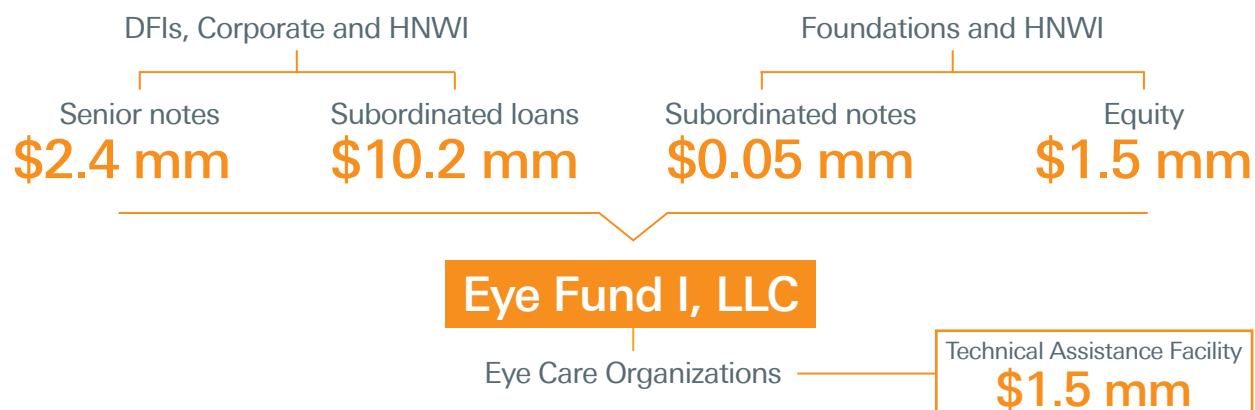 DFIs, Corporate and HNWI
Foundations and HNWI
Senior notes
$2.4 mm
Subordinated loans
$10.2 mm
Subordinated notes
$0.05 mm
Equity
$1.5 mm
Eye Fund I, LLC
Eye Care Organizations
Technical Assistance Facility
$1.5 mm